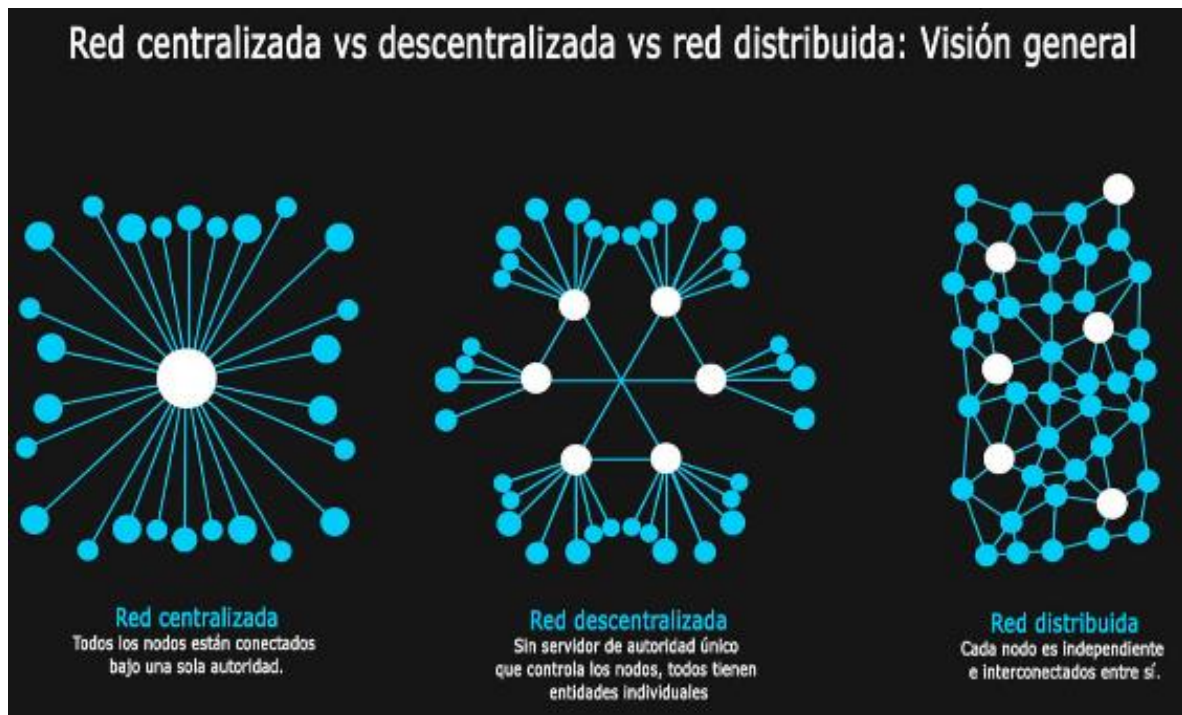 Red centralizada vs descentralizada vs red distribuida: Visión general
Red centralizada
Todos los nodos están conectados
bajo una sola autoridad.
Red descentralizada
Sin servidor de autoridad único
que controla los nodos, todos tienen
entidades individuales
Red distribuida
Cada nodo es independiente
e interconectados entre sí.